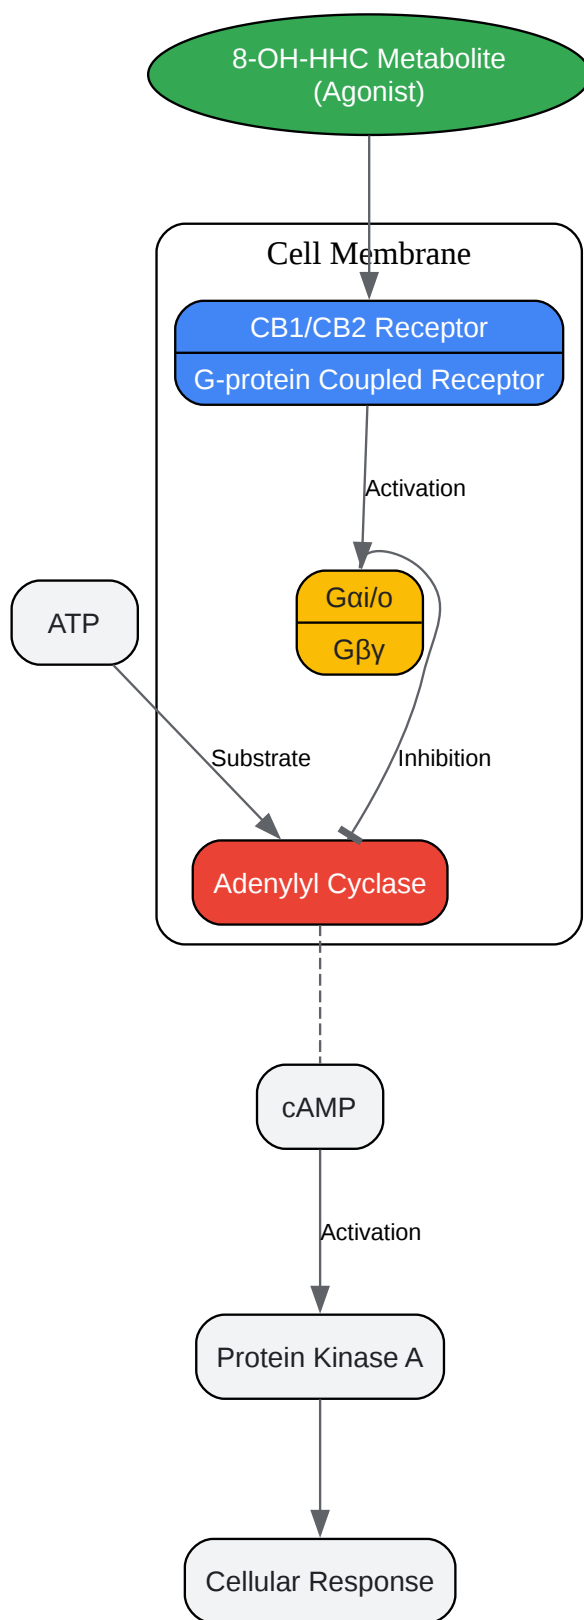 8-OH-HHC Metabolite
(Agonist)
Cell Membrane
CB1/CB2 Receptor
G-protein Coupled Receptor
Activation
Gαi/o
Gβγ
ATP
Substrate
Inhibition
Adenylyl Cyclase
cAMP
Activation
Protein Kinase A
Cellular Response